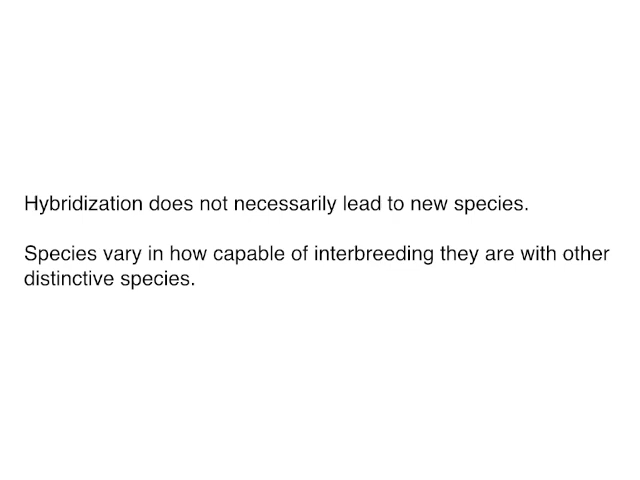 Hybridization does not necessarily lead to new species.
Species vary in how capable of interbreeding they are with other
distinctive species.